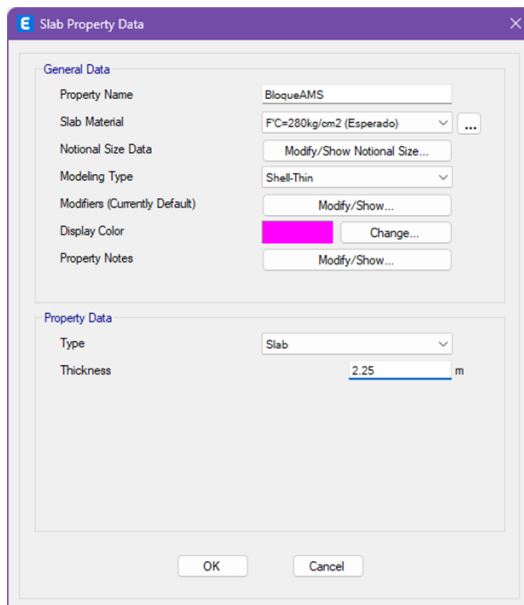 E Slab Property Data
General Data
Property Name BloqueAMS
Slab Material F'C=280kg/cm2 (Esperado) ...
Notional Size Data Modify/Show Notional Size...
Modeling Type Shell-Thin
Modifiers (Currently Default) Modify/Show...
Display Color Change...
Property Notes Modify/Show...
Property Data
Type Slab
Thickness 2.25 m
OK Cancel